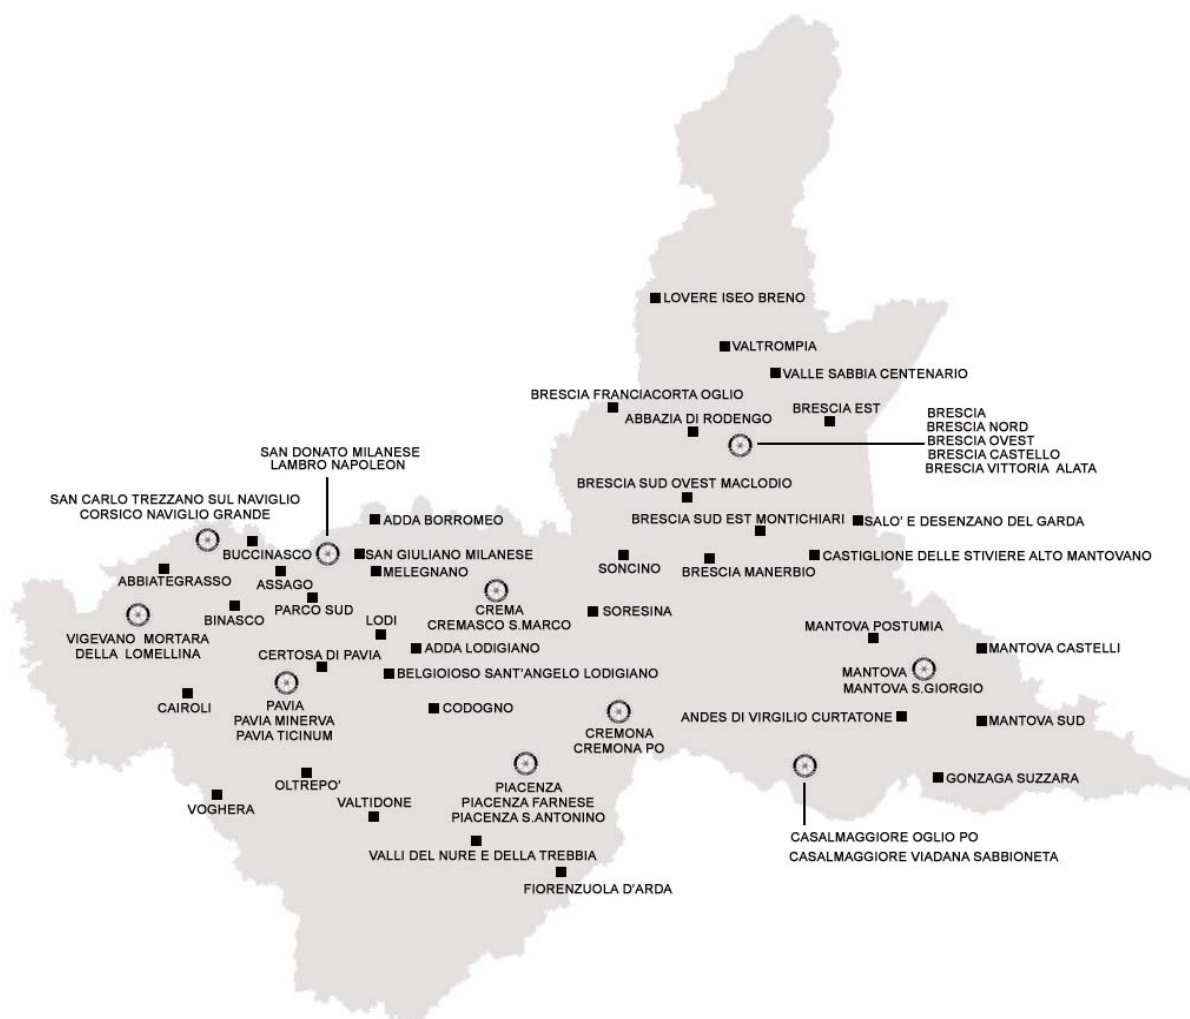 LOVERE ISEO BRENO
VALTROMPIA
VALLE SABBIA CENTENARIO
BRESCIA FRANCIACORTA OGLIO
BRESCIA EST
ABBAZIA DI RODENGO
BRESCIA
BRESCIA NORD
BRESCIA OVEST
BRESCIA CASTELLO
BRESCIA VITTORIA ALATA
SAN DONATO MILANESE
LAMBRO NAPOLEON
BRESCIA SUD OVEST MACLODIO
SAN CARLO TREZZANO SUL NAVIGLIO
CORSICO NAVIGLIO GRANDE
ADDA BORROMEO
BRESCIA SUD EST MONTICHIARI
SALO' E DESENZANO DEL GARDA
BUCCINASCO
SAN GIULIANO MILANESE
SONCINO
BRESCIA MANERBIO
CASTIGLIONE DELLE STIVIERE ALTO MANTOVANO
ABBIATEGRASSO
ASSAGO
MELEGNANO
PARCO SUD
CREMA
CREMASCO S.MARCO
SORESINA
BINASCO
LODI
MANTOVA POSTUMIA
VIGEVANO MORTARA
DELLA LOMELLINA
CERTOSA DI PAVIA
ADDA LODIGIANO
MANTOVA CASTELLI
BELGIOIOSO SANT'ANGELO LODIGIANO
MANTOVA
MANTOVA S.GIORGIO
CAIROLI
PAVIA
PAVIA MINERVA
PAVIA TICINUM
CODOGNO
CREMONA
CREMONA PO
ANDES DI VIRGILIO CURTATONE
MANTOVA SUD
OLTREPO'
VOGHERA
VALTIDONE
PIACENZA
PIACENZA FARNESE
PIACENZA S.ANTONINO
GONZAGA SUZZARA
CASALMAGGIORE OGLIO PO
CASALMAGGIORE VIADANA SABBIONETA
VALLI DEL NURE E DELLA TREBBIA
FIORENZUOLA D'ARDA